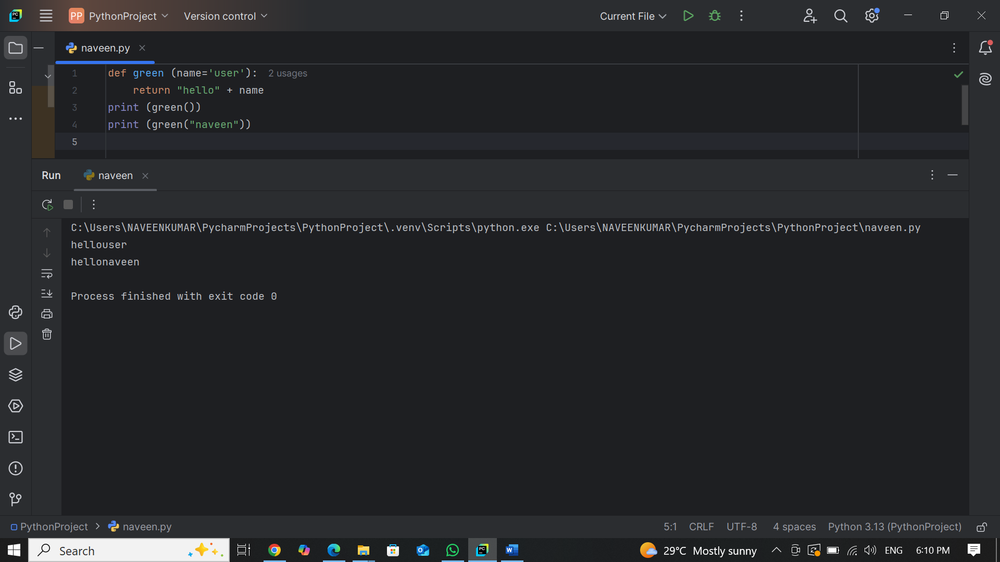 PC
PP PythonProject Version control Current File
naveen.py
1 def green (name='user'): 2 usages
2 return "hello" + name
3 print (green())
4 print (green("naveen"))
5
Run naveen
C:\Users\NAVEENKUMAR\PycharmProjects\PythonProject\.venv\Scripts\python.exe C:\Users\NAVEENKUMAR\PycharmProjects\PythonProject\naveen.py
hellouser
hellonaveen
Process finished with exit code 0
PythonProject > naveen.py 5:1 CRLF UTF-8 4 spaces Python 3.13 (PythonProject)
Search 29°C Mostly sunny ENG 6:10 PM